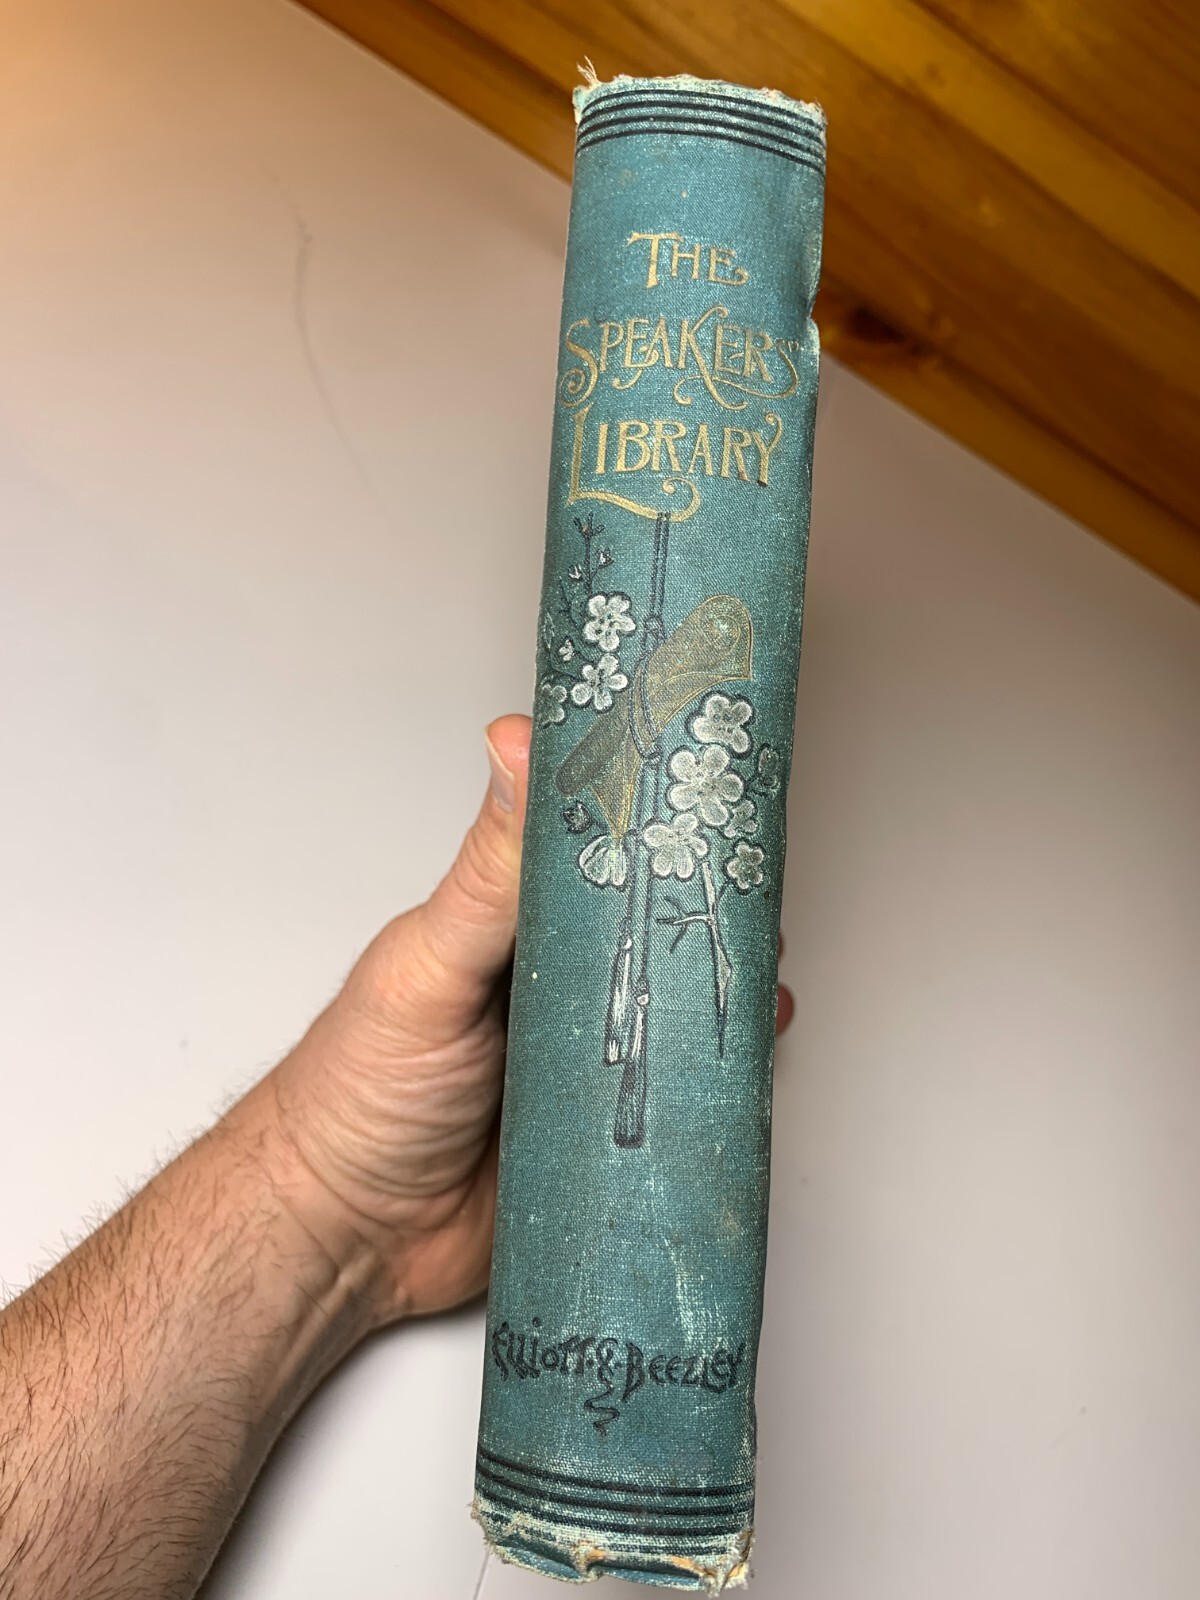 THE
SPEAKERS'
LIBRARY
ELLIOTT & BEEZLEY